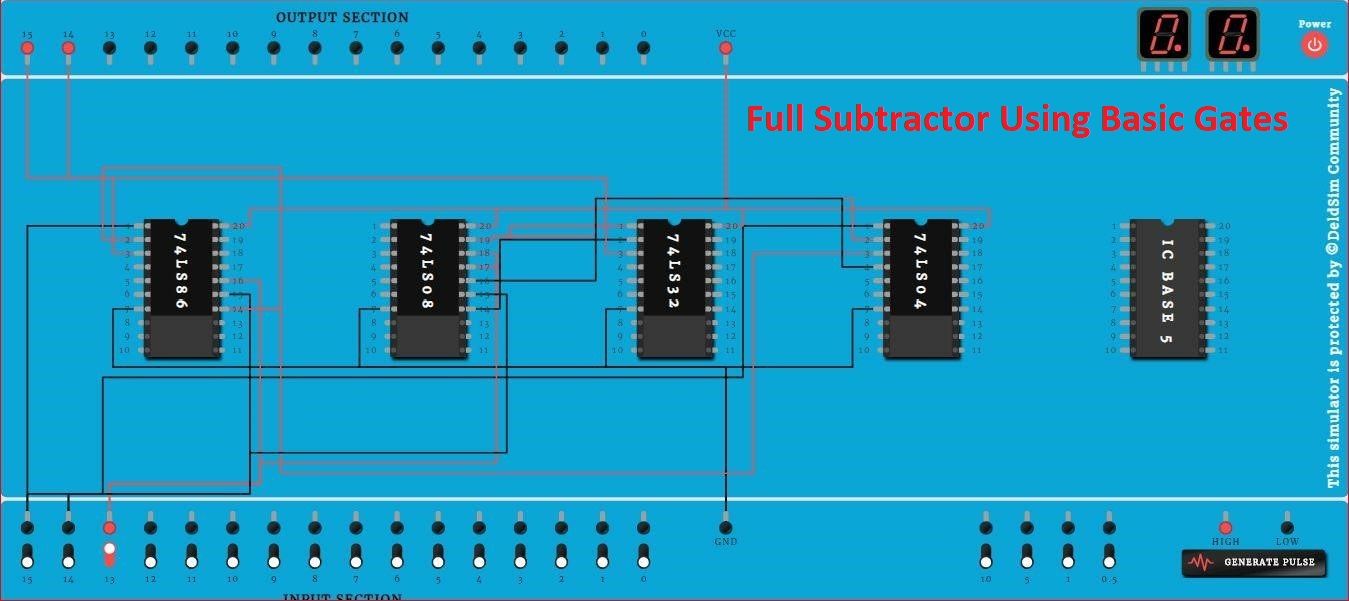 OUTPUT SECTION
15 14 13 12 11 10 9 8 7 6 5 4 3 2 1 0 VCC
Power
Full Subtractor Using Basic Gates
This simulator is protected by ©DeldSim Community
74LS86
74LS08
74LS32
74LS04
IC BASE 5
1 20 1 20 1 20 1 20 1 20
2 19 2 19 2 19 2 19 2 19
3 18 3 18 3 18 3 18 3 18
4 17 4 17 4 17 4 17 4 17
5 16 5 16 5 16 5 16 5 16
6 15 6 15 6 15 6 15 6 15
7 14 7 14 7 14 7 14 7 14
8 13 8 13 8 13 8 13 8 13
9 12 9 12 9 12 9 12 9 12
10 11 10 11 10 11 10 11 10 11
GND
HIGH LOW
GENERATE PULSE
15 14 13 12 11 10 9 8 7 6 5 4 3 2 1 0 10 5 1 0.5
INPUT SECTION